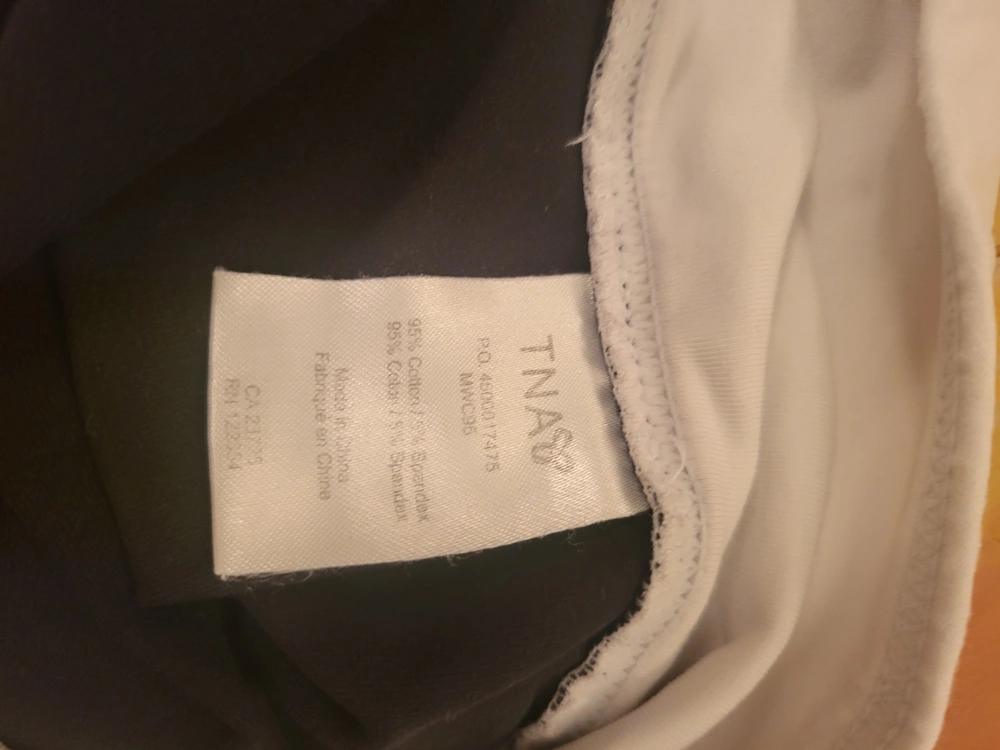 TNA
P.O. 4500017475
MWC95
95% Cotton / 5% Spandex
95% Coton / 5% Spandex
Made in China
Fabriqué en Chine
CA
RN